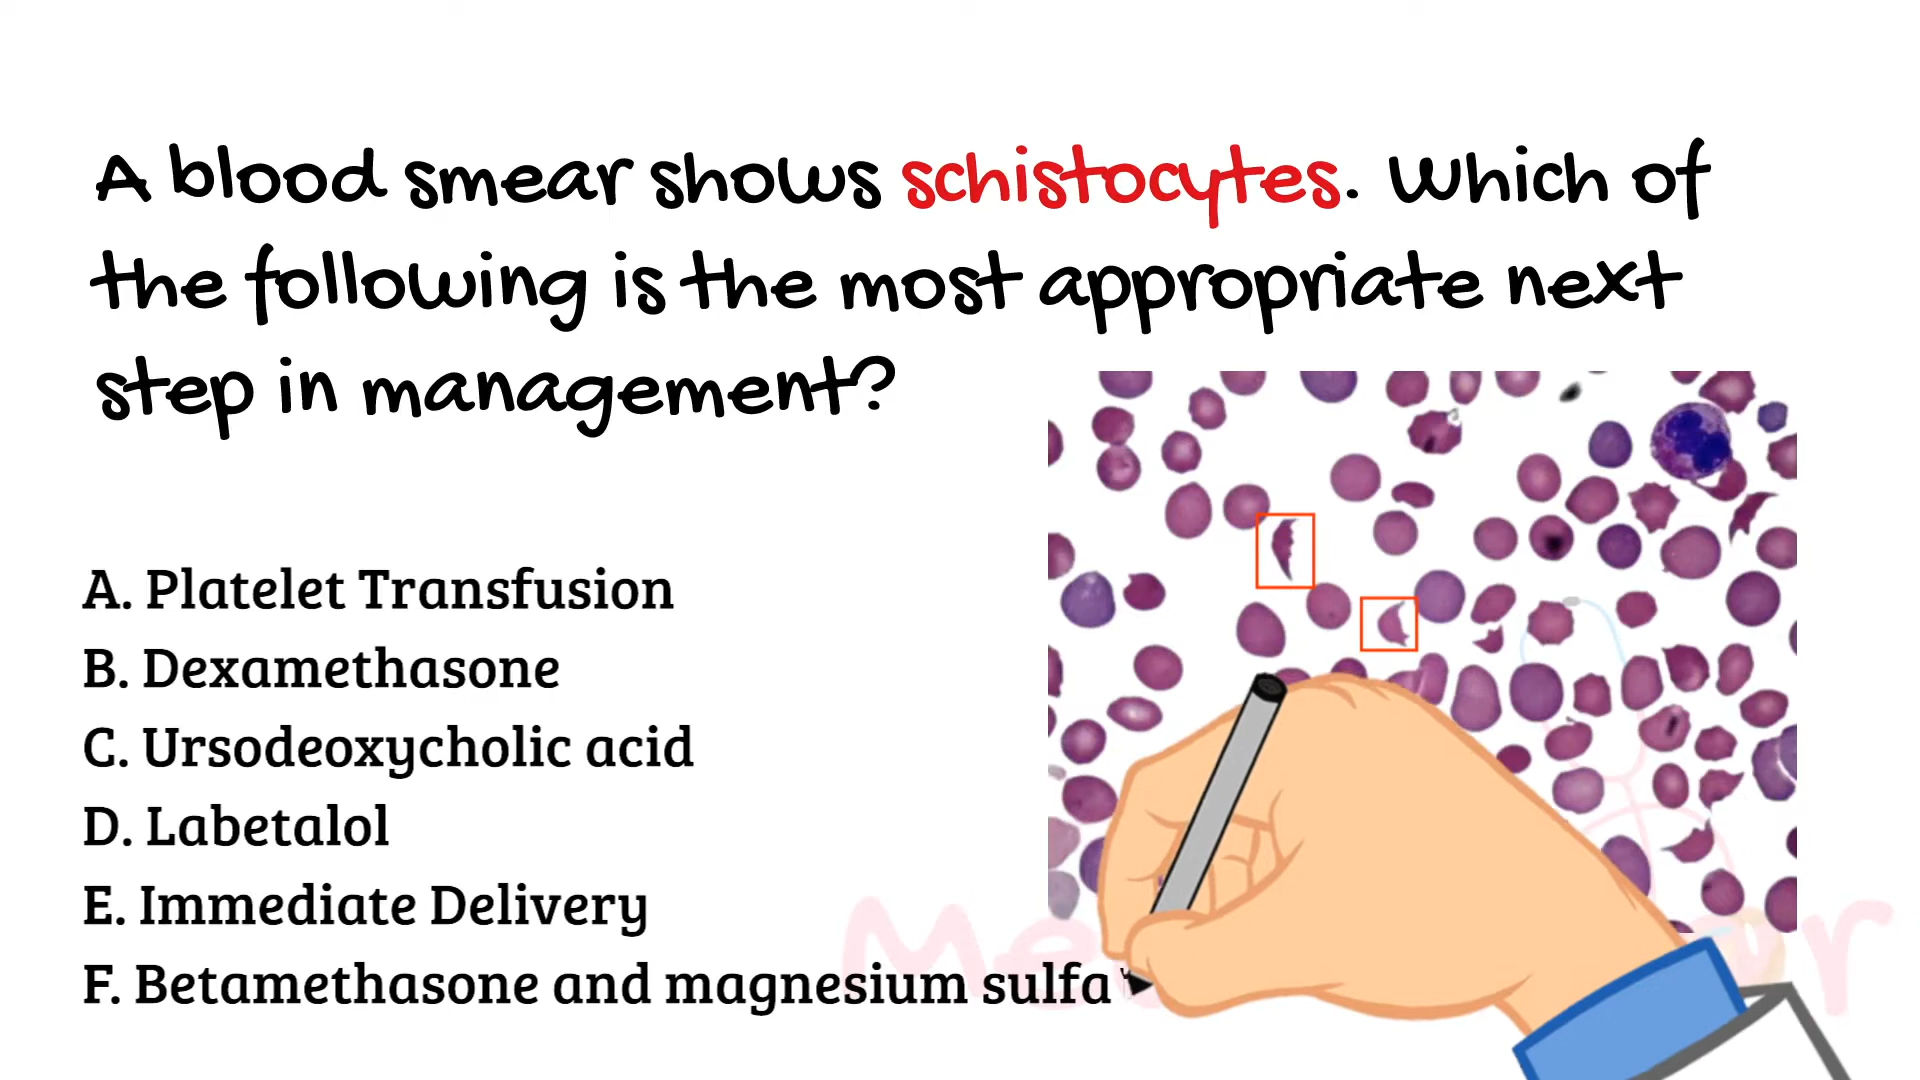 A blood smear shows schistocytes. Which of
the following is the most appropriate next
step in management?
A. Platelet Transfusion
B. Dexamethasone
C. Ursodeoxycholic acid
D. Labetalol
E. Immediate Delivery
F. Betamethasone and magnesium sulfa